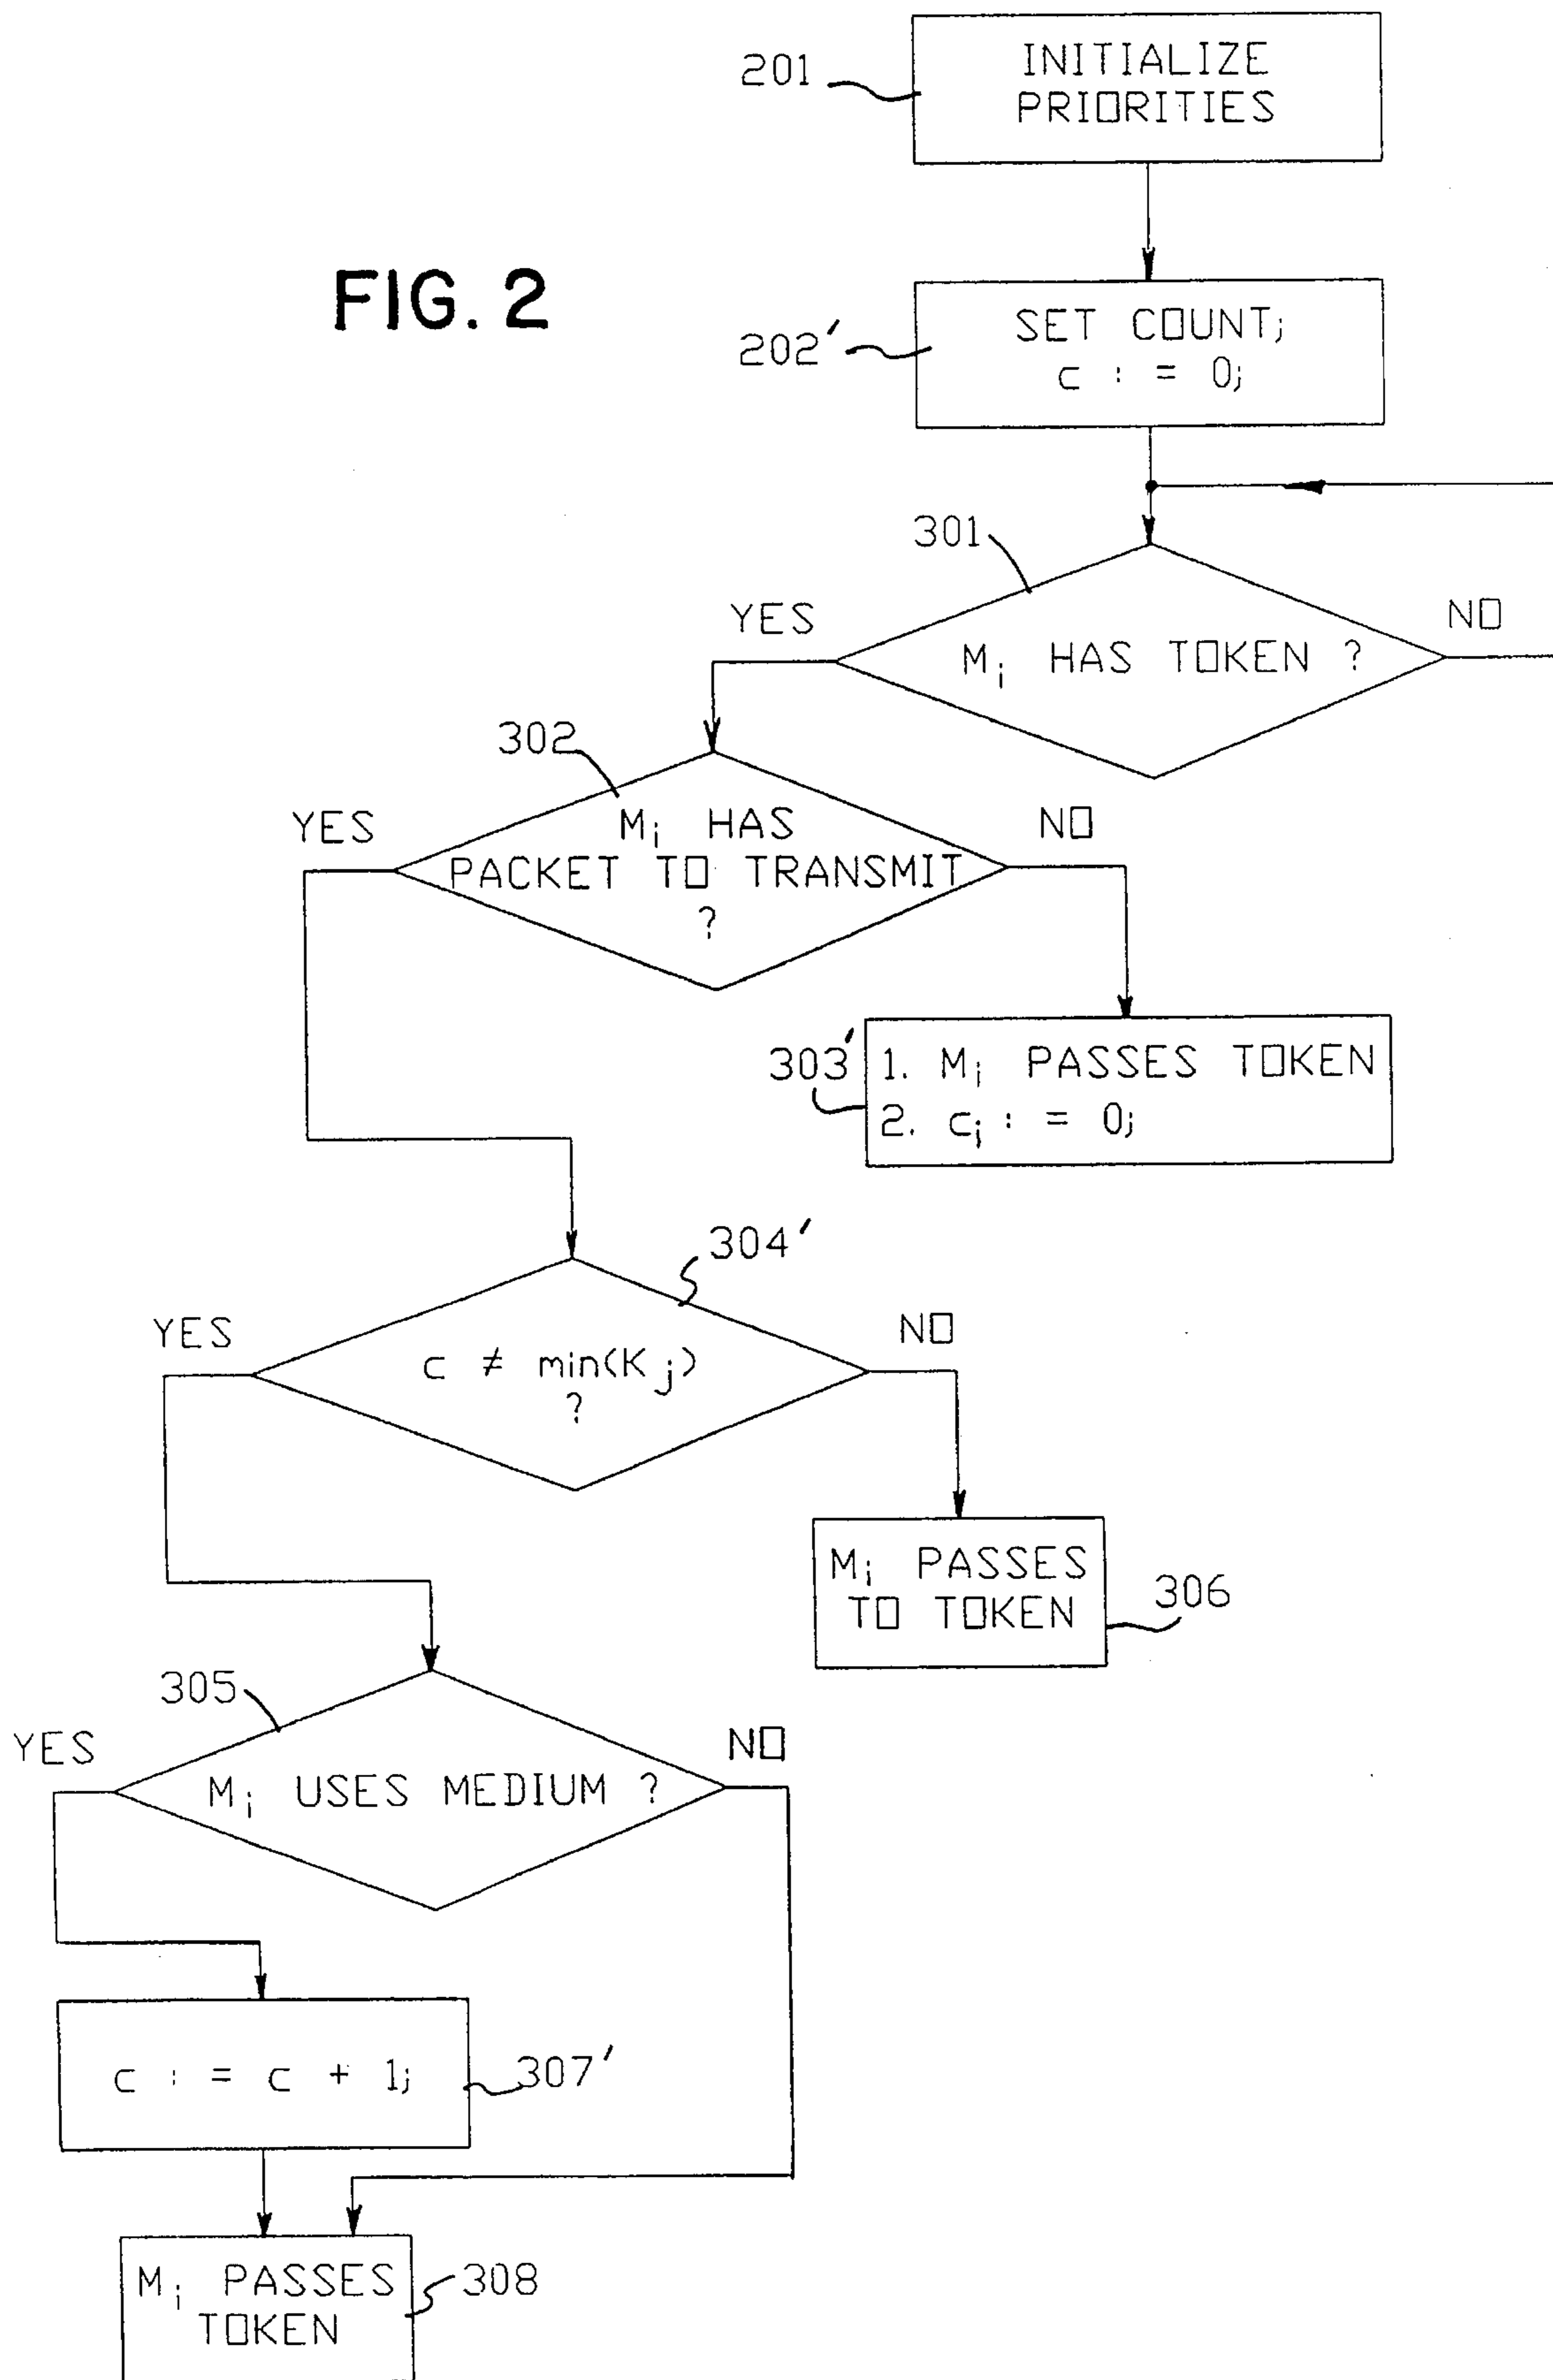 201
INITIALIZE
PRIORITIES
FIG. 2
202'
SET COUNT;
c : = 0;
301
YES
NO
Mi HAS TOKEN ?
302
YES
NO
Mi HAS
PACKET TO TRANSMIT
?
303'
1. Mi PASSES TOKEN
2. ci : = 0;
304'
YES
NO
c ≠ min(Kj)
?
Mi PASSES
TO TOKEN
306
305
YES
NO
Mi USES MEDIUM ?
c : = c + 1;
307'
Mi PASSES
TOKEN
308